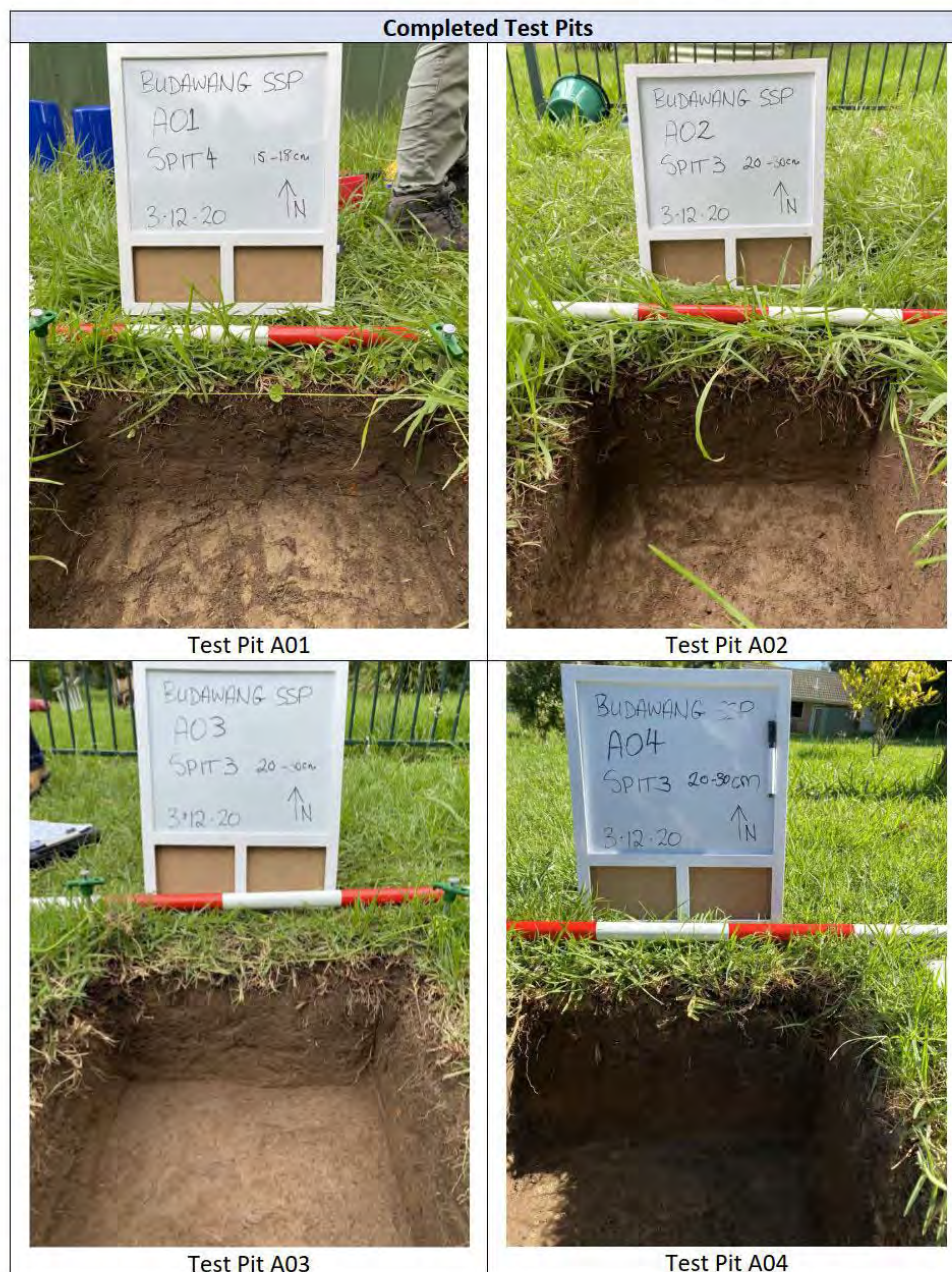 Completed Test Pits
BUDAWANG SSP
A01
SPIT 4 15-18cm
N
3.12.20
Test Pit A01
BUDAWANG SSP
A02
SPIT 3 20-30cm
N
3.12.20
Test Pit A02
BUDAWANG SSP
A03
SPIT 3 20-30cm
N
3.12.20
Test Pit A03
BUDAWANG
A04
SPIT 3 20-30cm
N
3.12.20
Test Pit A04